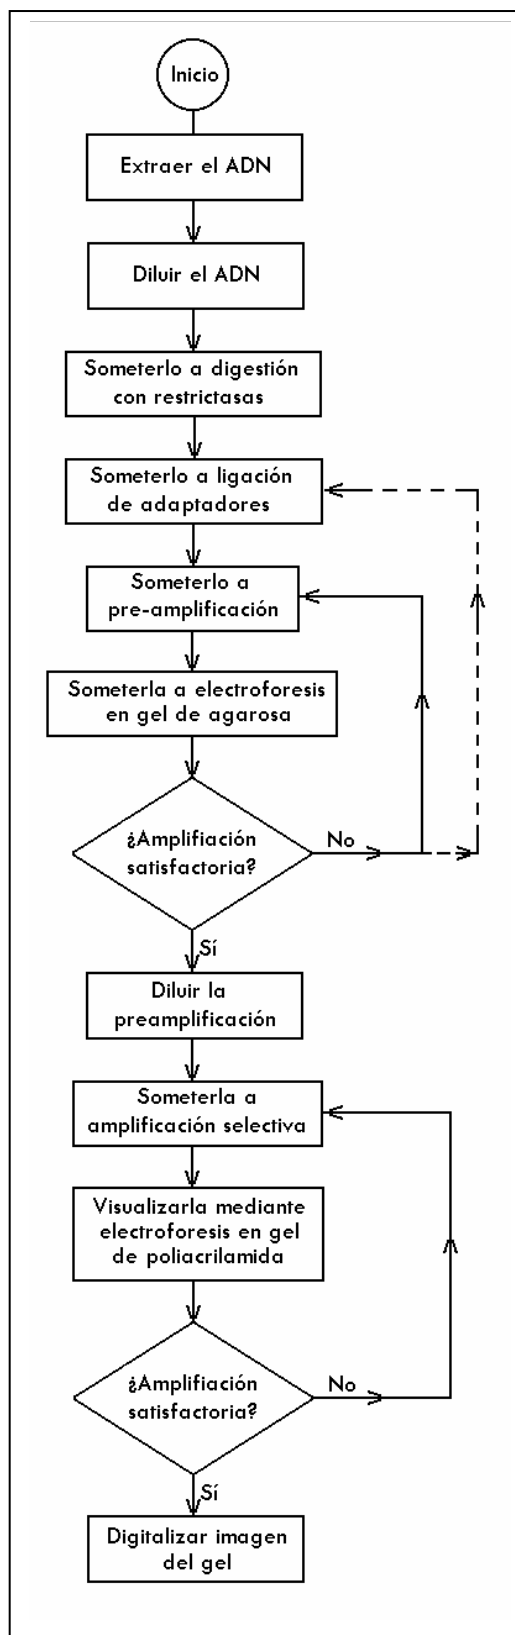 Inicio
Extraer el ADN
Diluir el ADN
Someterlo a digestión
con restrictasas
Someterlo a ligación
de adaptadores
Someterlo a
pre-amplificación
Someterla a electroforesis
en gel de agarosa
¿Amplifiación
satisfactoria?
No
Sí
Diluir la
preamplificación
Someterla a
amplificación selectiva
Visualizarla mediante
electroforesis en gel
de poliacrilamida
¿Amplifiación
satisfactoria?
No
Sí
Digitalizar imagen
del gel